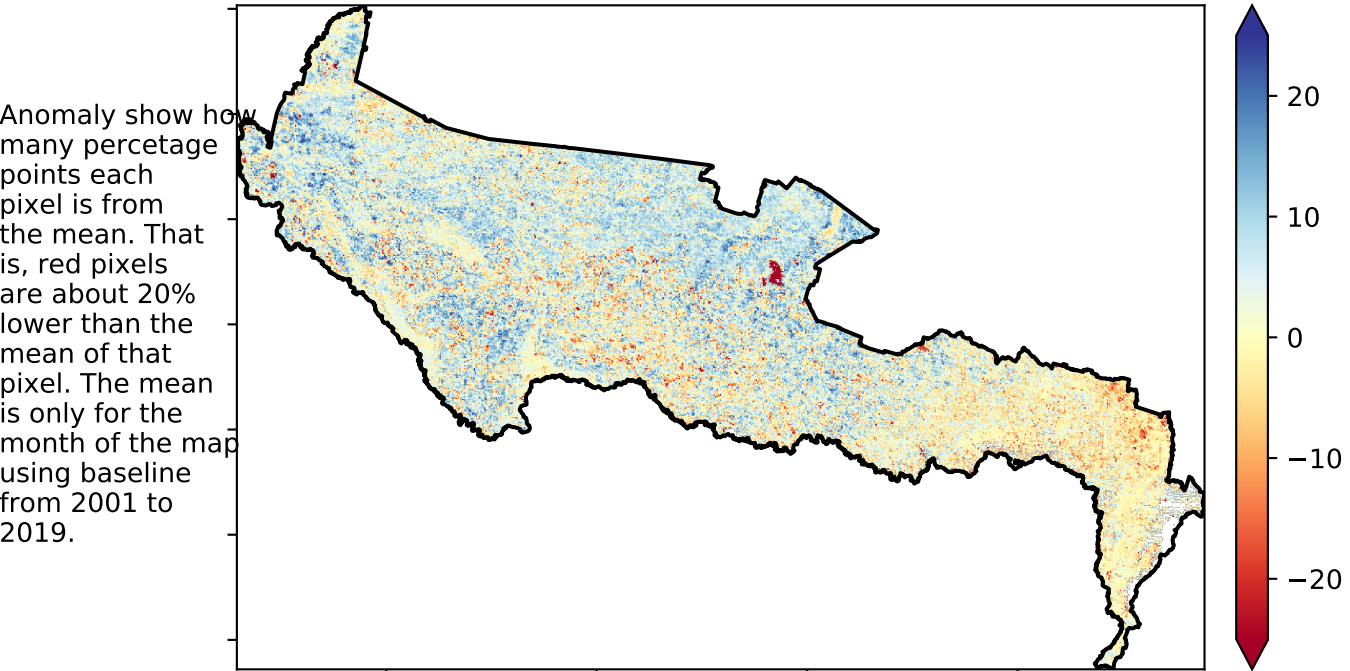 Anomaly show how
many percetage
points each
pixel is from
the mean. That
is, red pixels
are about 20%
lower than the
mean of that
pixel. The mean
is only for the
month of the map
using baseline
from 2001 to
2019.
20
10
0
−10
−20